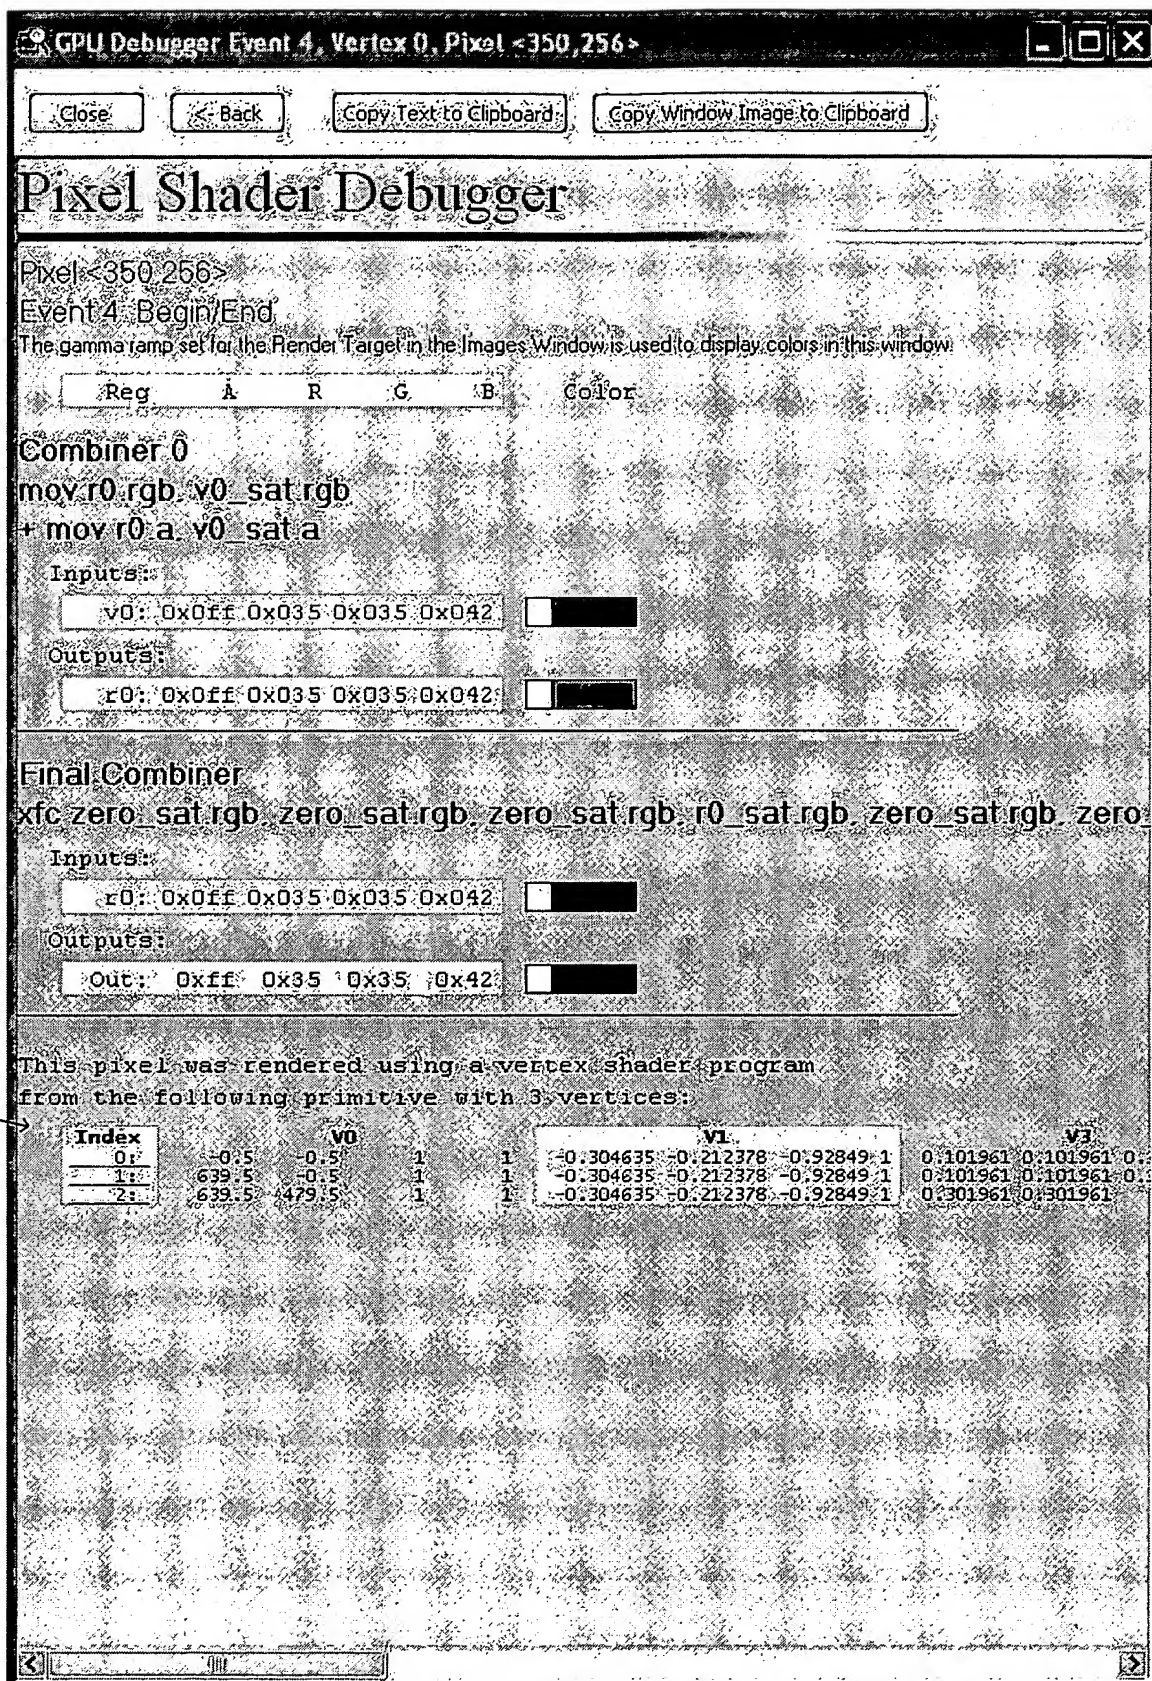 GPU Debugger Event 4, Vertex 0, Pixel <350,256>
Close < Back Copy Text to Clipboard Copy Window Image to Clipboard
Pixel Shader Debugger
Pixel <350,256>
Event 4: Begin/End
The gamma ramp set for the Render Target in the Images Window is used to display colors in this window.
Reg A R G B Color
Combiner 0
mov r0.rgb, v0_sat.rgb
+ mov r0.a, v0_sat.a
Inputs:
v0: 0x0ff 0x035 0x035 0x042
Outputs:
r0: 0x0ff 0x035 0x035 0x042
Final Combiner
xfc zero_sat.rgb, zero_sat.rgb, zero_sat.rgb, r0_sat.rgb, zero_sat.rgb, zero_
Inputs:
r0: 0x0ff 0x035 0x035 0x042
Outputs:
Out: 0xff 0x35 0x35 0x42
This pixel was rendered using a vertex shader program
from the following primitive with 3 vertices:
Index V0 V1 V3
0: -0.5 -0.5 1 1 -0.304635 -0.212378 -0.92849 1 0.101961 0.101961 0.
1: 639.5 -0.5 1 1 -0.304635 -0.212378 -0.92849 1 0.101961 0.101961 0.
2: 639.5 479.5 1 1 -0.304635 -0.212378 -0.92849 1 0.301961 0.301961